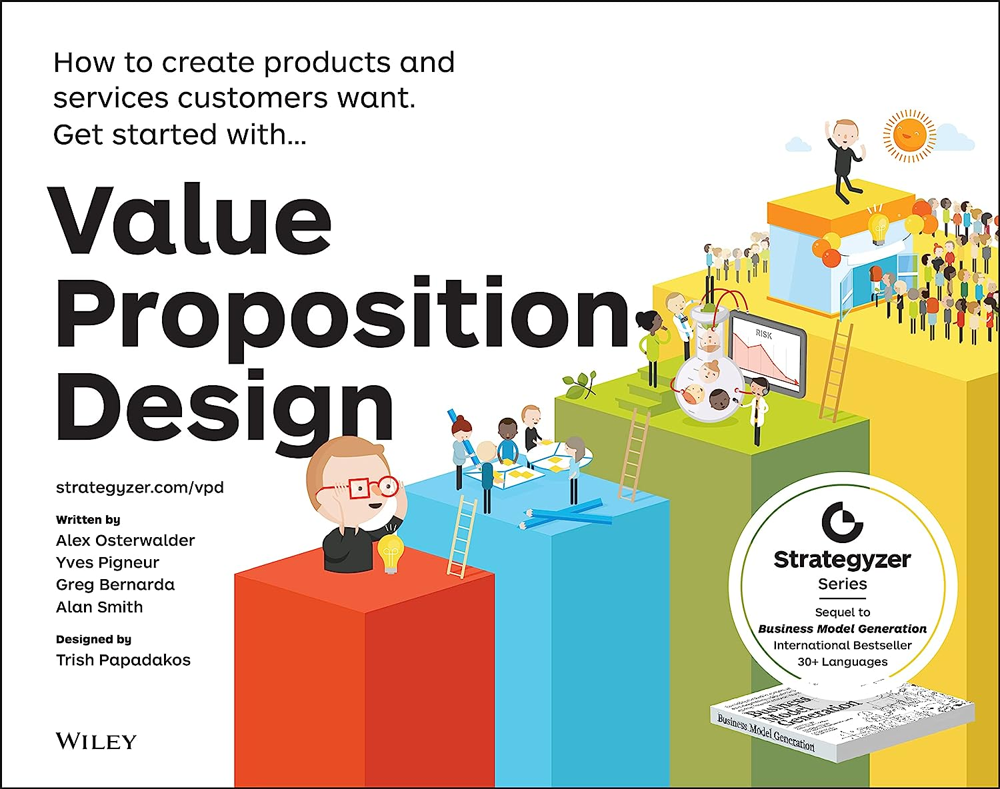 How to create products and
services customers want.
Get started with...
Value
Proposition
Design
strategyzer.com/vpd
Written by
Alex Osterwalder
Yves Pigneur
Greg Bernarda
Alan Smith
Designed by
Trish Papadakos
WILEY
RISK
Strategyzer
Series
Sequel to
Business Model Generation
International Bestseller
30+ Languages
Business
Model
Generation
Business Model Generation